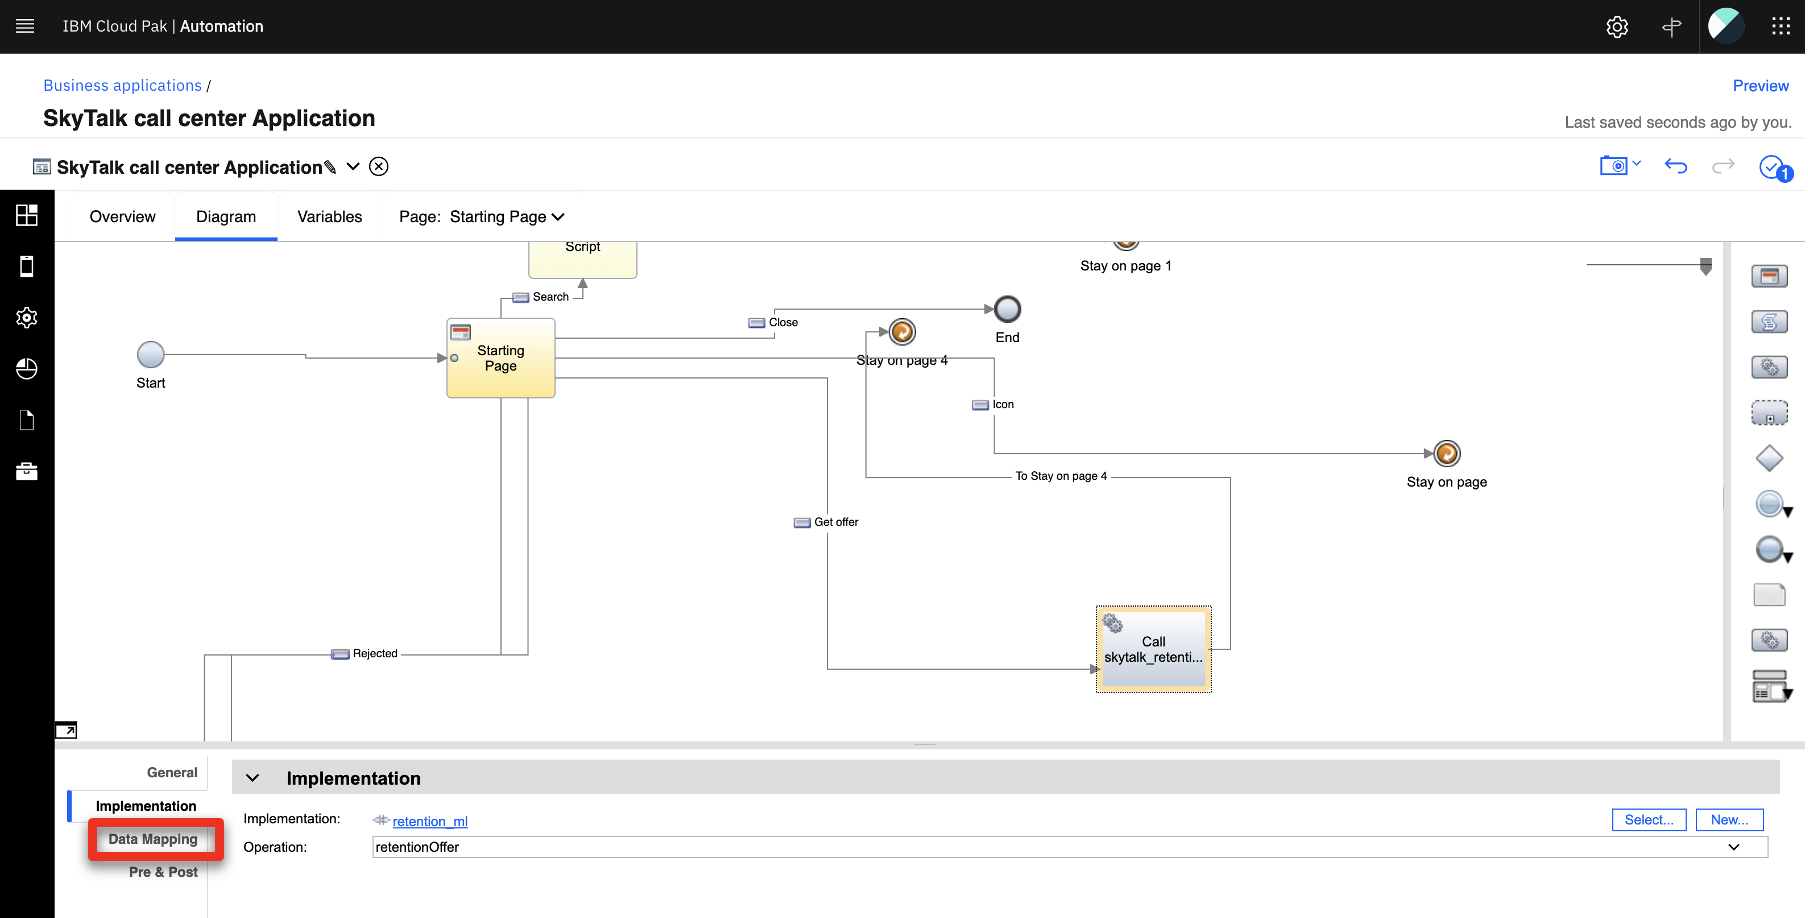 IBM Cloud Pak | Automation
Business applications /
Preview
SkyTalk call center Application
Last saved seconds ago by you.
SkyTalk call center Application
1
Overview
Diagram
Variables
Page: Starting Page
Script
Stay on page 1
Search
Close
End
Starting
Page
Stay on page 4
Start
Icon
To Stay on page 4
Stay on page
Get offer
Call
skytalk_retenti...
Rejected
General
Implementation
Implementation
Implementation:
retention_ml
Select...
New...
Data Mapping
Operation:
retentionOffer
Pre & Post